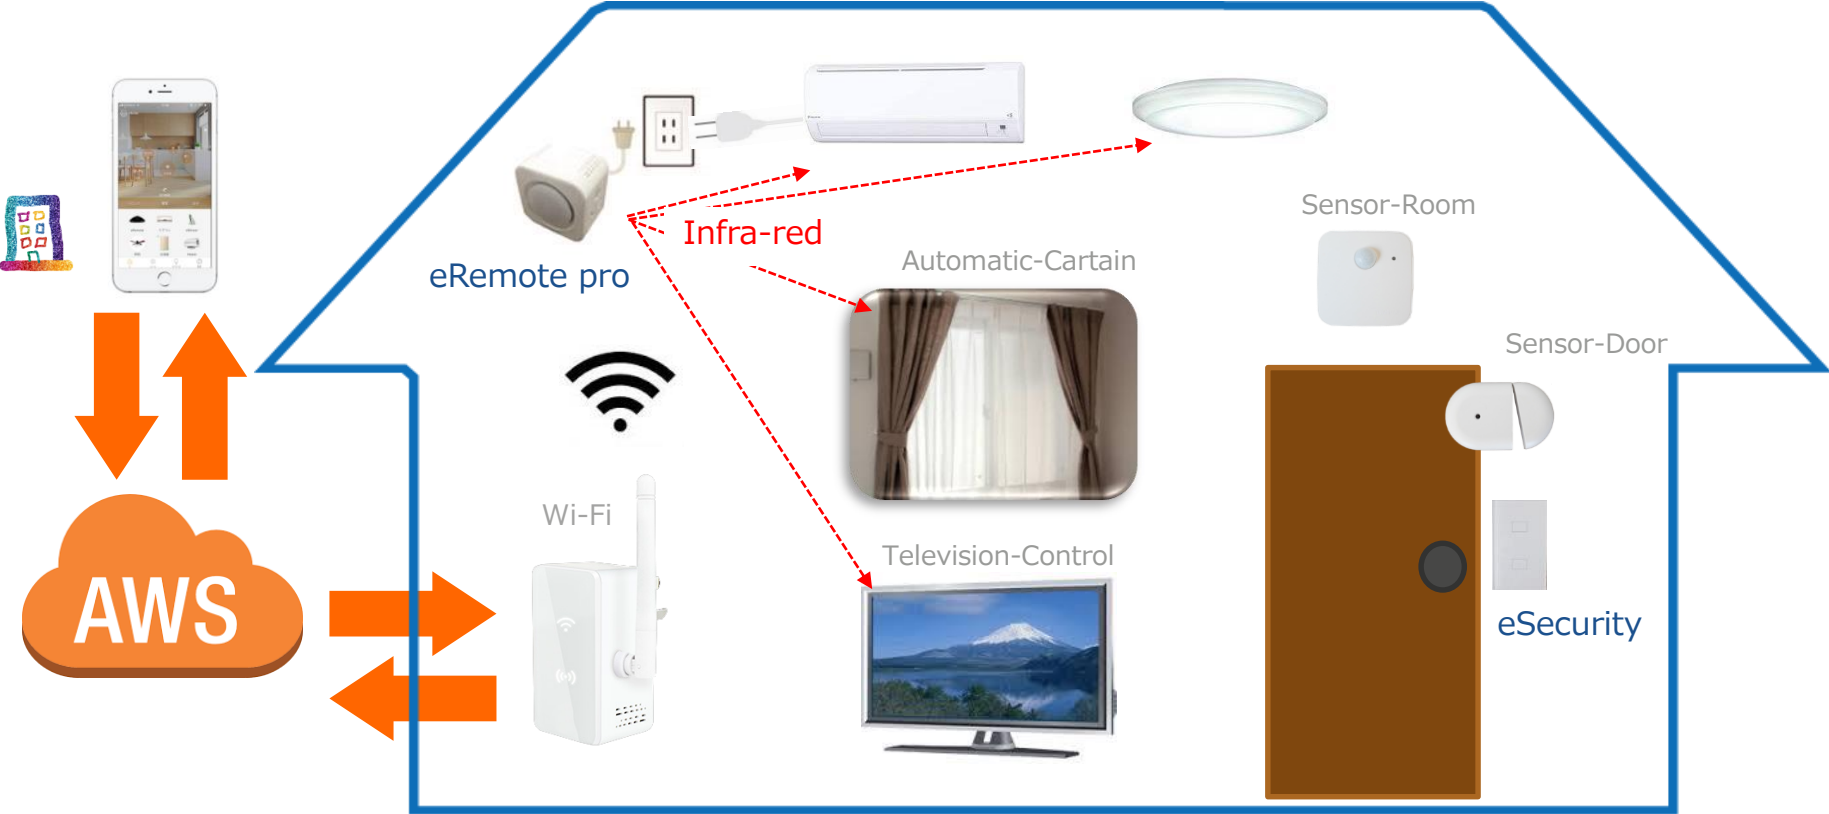 Sensor-Room
Infra-red
Automatic-Cartain
eRemote pro
Sensor-Door
Wi-Fi
Television-Control
AWS
eSecurity